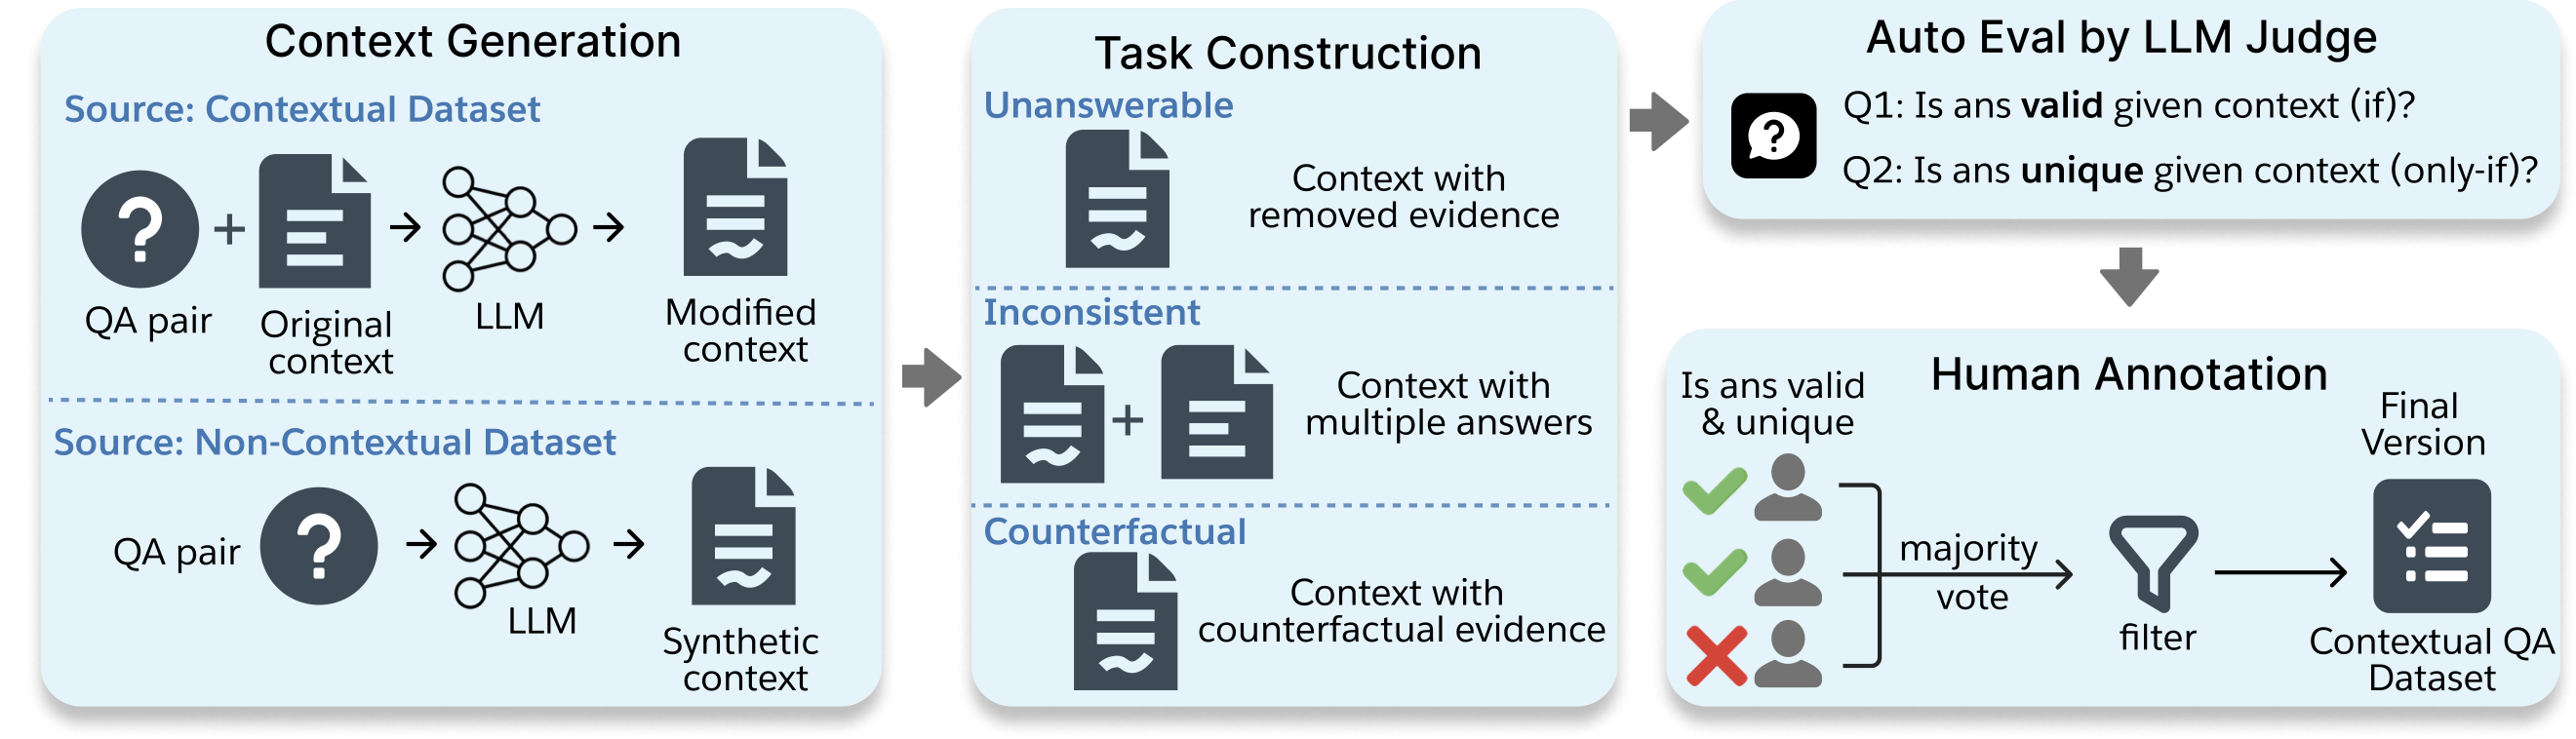 Context Generation
Source: Contextual Dataset
QA pair
+
Original
context
LLM
Modified
context
Source: Non-Contextual Dataset
QA pair
LLM
Synthetic
context
Task Construction
Unanswerable
Context with
removed evidence
Inconsistent
+
Context with
multiple answers
Counterfactual
Context with
counterfactual evidence
Auto Eval by LLM Judge
Q1: Is ans valid given context (if)?
Q2: Is ans unique given context (only-if)?
Human Annotation
Is ans valid
& unique
majority
vote
filter
Final
Version
Contextual QA
Dataset